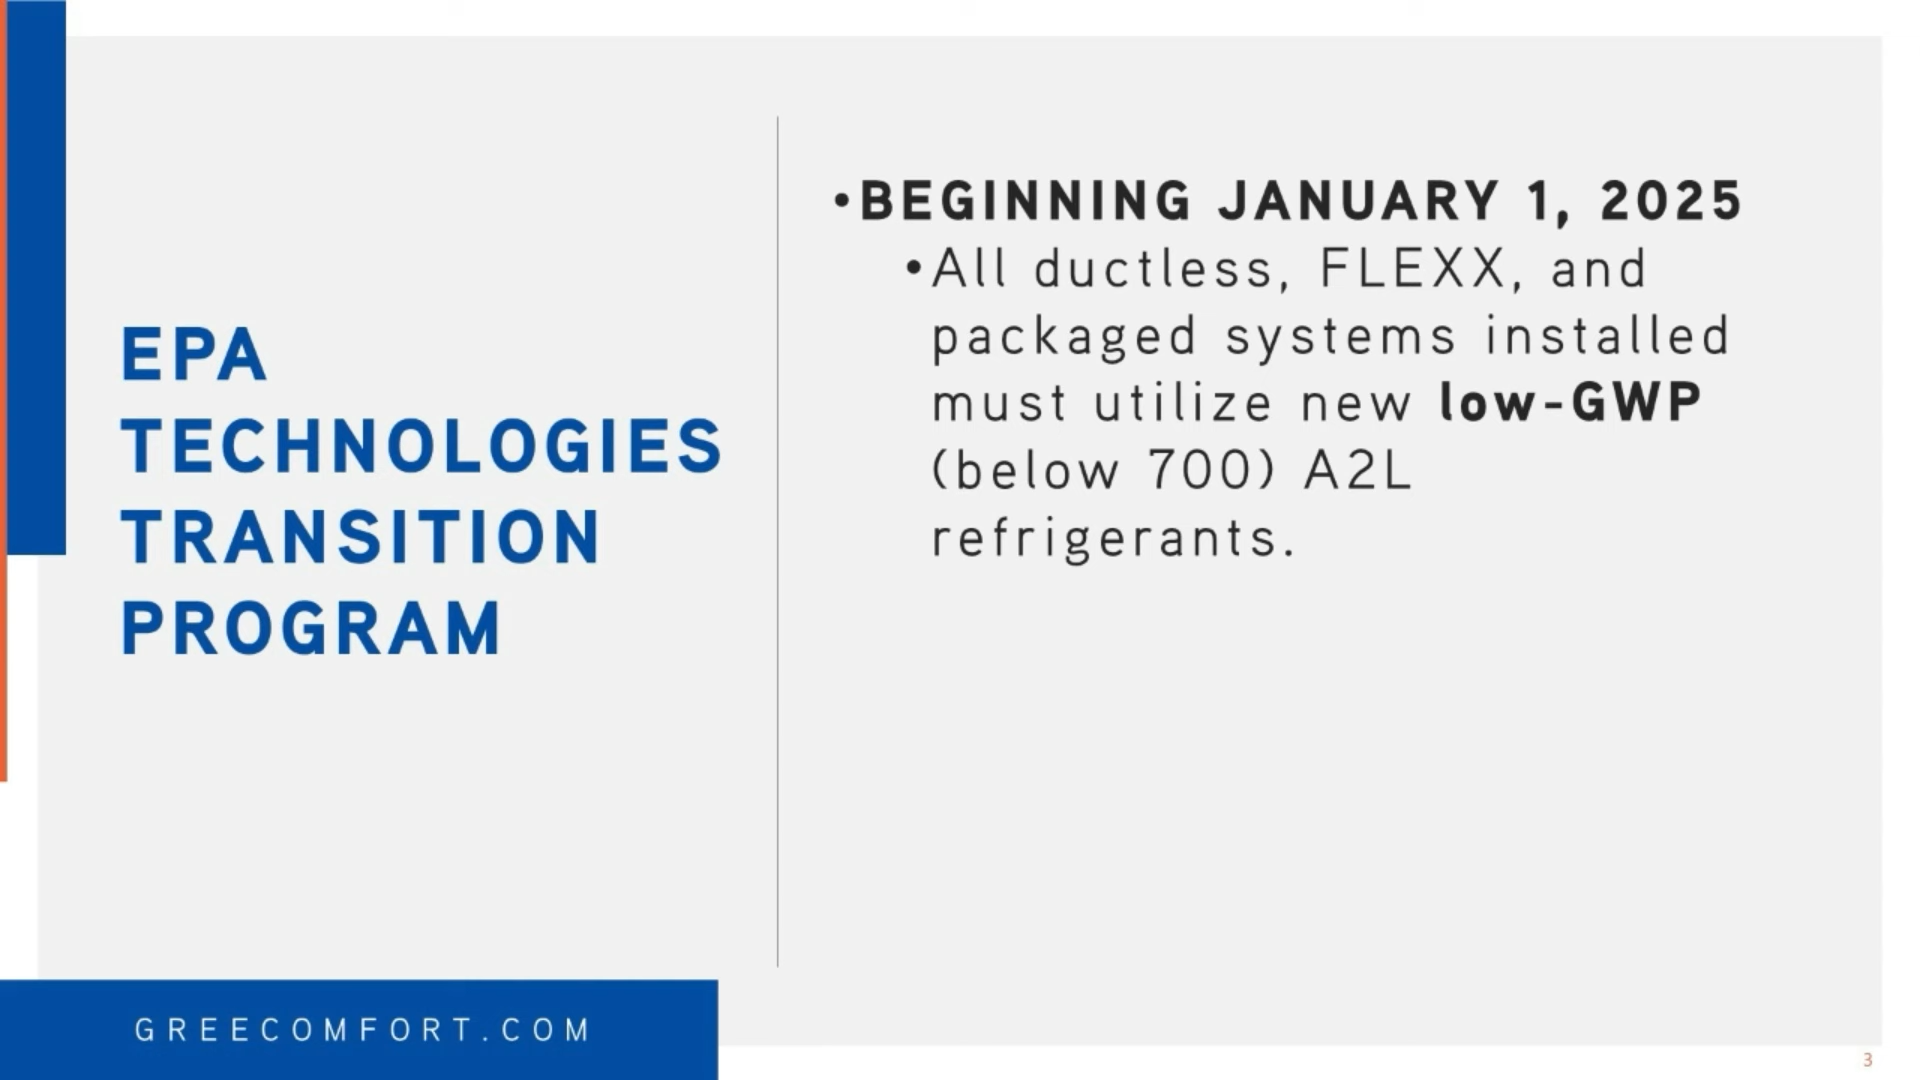 EPA
TECHNOLOGIES
TRANSITION
PROGRAM
•BEGINNING JANUARY 1, 2025
•All ductless, FLEXX, and
packaged systems installed
must utilize new low-GWP
(below 700) A2L
refrigerants.
GREECOMFORT.COM
3